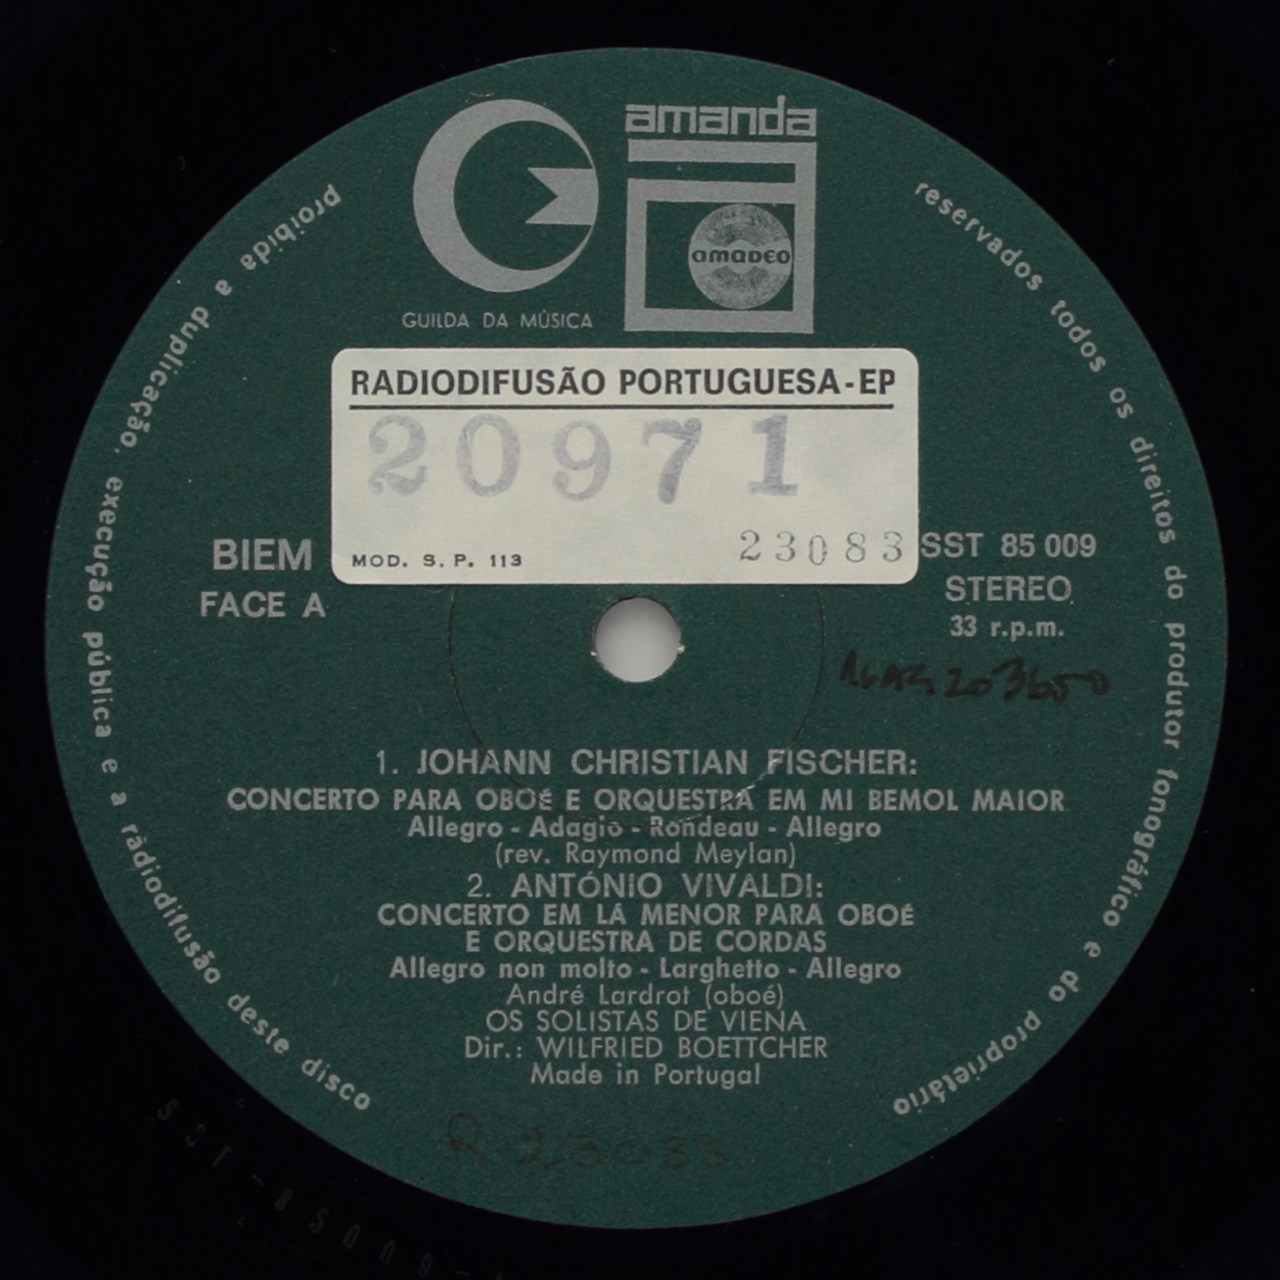 amanda
amadeo
GUILDA DA MÚSICA
RADIODIFUSÃO PORTUGUESA-EP
20971
MOD. S. P. 113
23083
BIEM
FACE A
SST 85 009
STEREO
33 r.p.m.
1. JOHANN CHRISTIAN FISCHER:
CONCERTO PARA OBOÉ E ORQUESTRA EM MI BEMOL MAIOR
Allegro - Adagio - Rondeau - Allegro
(rev. Raymond Meylan)
2. ANTÓNIO VIVALDI:
CONCERTO EM LÁ MENOR PARA OBOÉ
E ORQUESTRA DE CORDAS
Allegro non molto - Larghetto - Allegro
André Lardrot (oboé)
OS SOLISTAS DE VIENA
Dir.: WILFRIED BOETTCHER
Made in Portugal
R 23083
reservados todos os direitos do produtor fonográfico e do proprietário
proibida a duplicação, execução pública e a radiodifusão deste disco